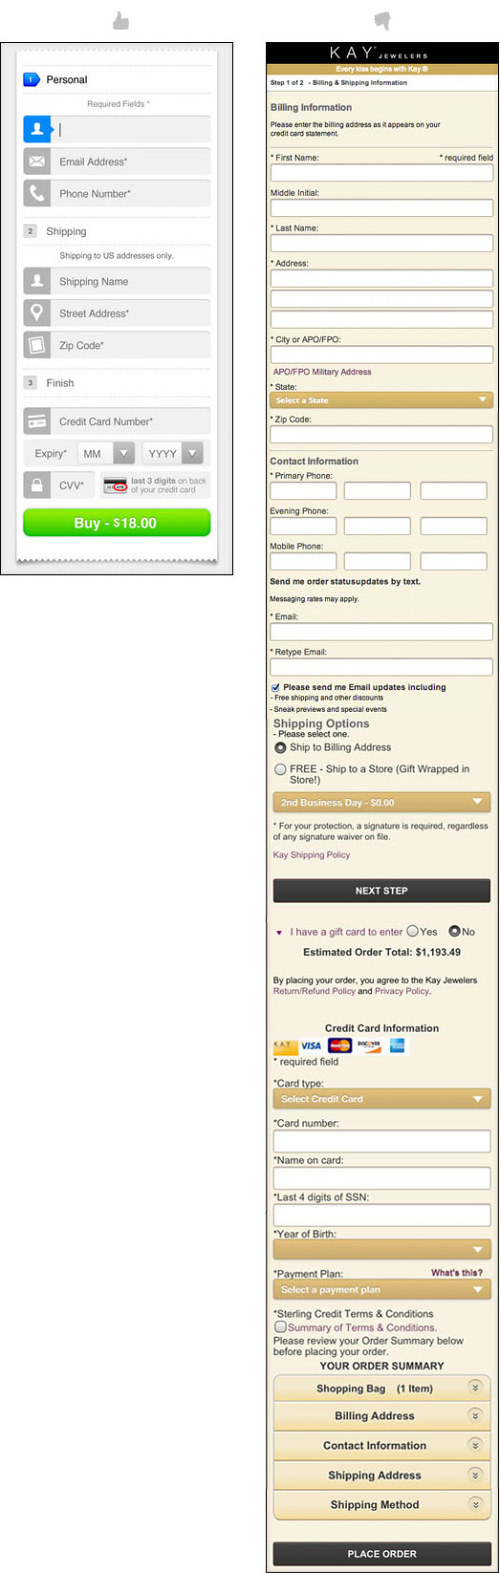 1 Personal
Required Fields *
Email Address*
Phone Number*
2 Shipping
Shipping to US addresses only.
Shipping Name
Street Address*
Zip Code*
3 Finish
Credit Card Number*
Expiry* MM YYYY
CVV* last 3 digits on back
of your credit card
Buy - $18.00
KAY JEWELERS
Every kiss begins with Kay ®
Step 1 of 2 - Billing & Shipping Information
Billing Information
Please enter the billing address as it appears on your
credit card statement.
* First Name: * required field
Middle Initial:
* Last Name:
* Address:
* City or APO/FPO:
APO/FPO Military Address
* State:
Select a State
* Zip Code:
Contact Information
* Primary Phone:
Evening Phone:
Mobile Phone:
Send me order statusupdates by text.
Messaging rates may apply.
* Email:
* Retype Email:
Please send me Email updates including
- Free shipping and other discounts
- Sneak previews and special events
Shipping Options
- Please select one.
Ship to Billing Address
FREE - Ship to a Store (Gift Wrapped in
Store!)
2nd Business Day - $0.00
* For your protection, a signature is required, regardless
of any signature waiver on file.
Kay Shipping Policy
NEXT STEP
I have a gift card to enter Yes No
Estimated Order Total: $1,193.49
By placing your order, you agree to the Kay Jewelers
Return/Refund Policy and Privacy Policy.
Credit Card Information
KAY VISA MasterCard DISCOVER
* required field
*Card type:
Select Credit Card
*Card number:
*Name on card:
*Last 4 digits of SSN:
*Year of Birth:
*Payment Plan: What's this?
Select a payment plan
*Sterling Credit Terms & Conditions
Summary of Terms & Conditions.
Please review your Order Summary below
before placing your order.
YOUR ORDER SUMMARY
Shopping Bag (1 Item)
Billing Address
Contact Information
Shipping Address
Shipping Method
PLACE ORDER